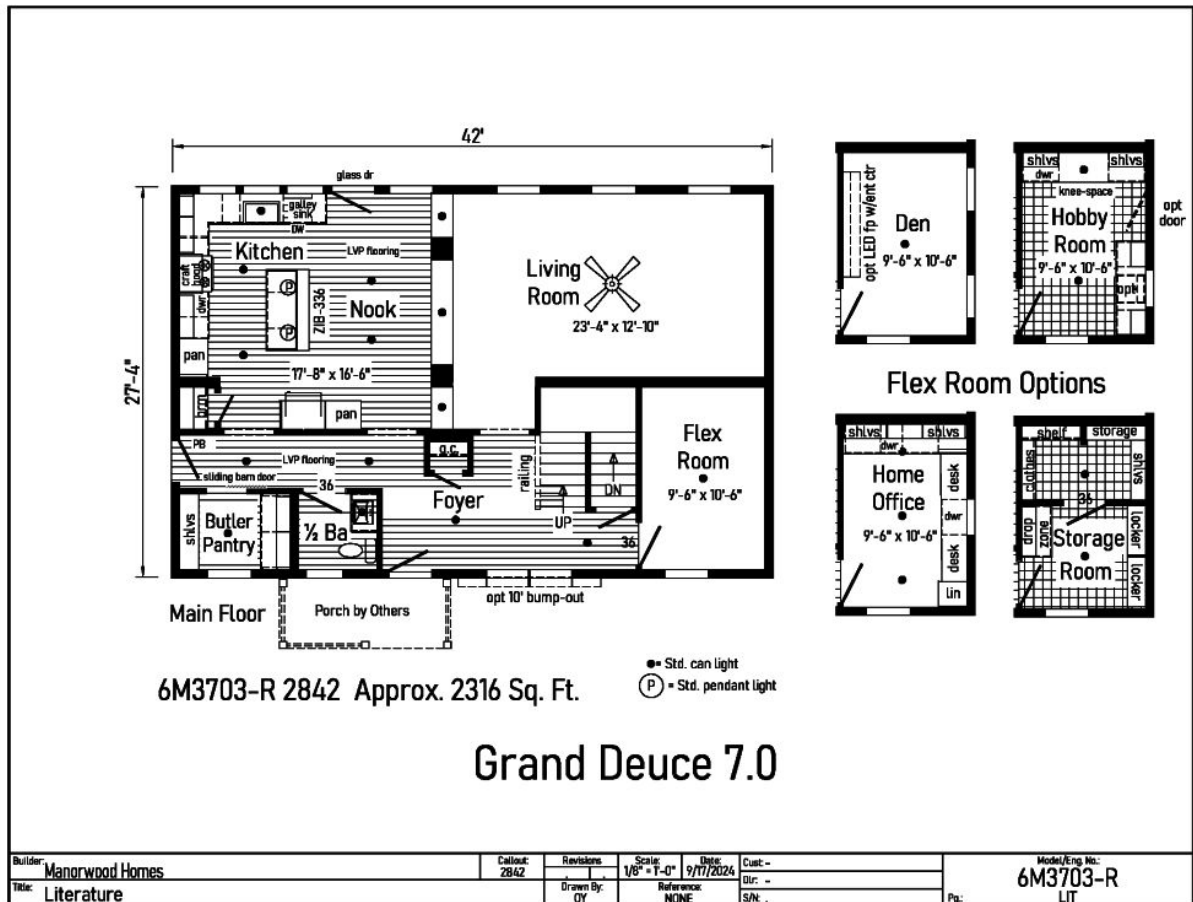 42'
27'-4"
glass dr
galley
sink
DW
Kitchen
LVP flooring
craft
hood
dwr
ZIB-336
P
P
Nook
pan
17'-8" x 16'-6"
brm
pan
Living
Room
23'-4" x 12'-10"
PB
LVP flooring
sliding barn door
36
g.c.
Foyer
railing
DN
UP
36
Flex
Room
9'-6" x 10'-6"
shlvs
Butler
Pantry
½ Ba
opt 10' bump-out
Main Floor
Porch by Others
opt LED fp w/ent ctr
Den
9'-6" x 10'-6"
shlvs
shlvs
dwr
knee-space
Hobby
Room
9'-6" x 10'-6"
opt
opt
door
Flex Room Options
shlvs
shlvs
dwr
Home
Office
9'-6" x 10'-6"
desk
dwr
desk
lin
shelf
storage
clothes
shlvs
36
drop
zone
Storage
Room
locker
locker
6M3703-R 2842 Approx. 2316 Sq. Ft.
= Std. can light
P = Std. pendant light
Grand Deuce 7.0
Builder: Manorwood Homes
Title: Literature
Callout:
2842
Revisions
Scale:
1/8" = 1'-0"
Date:
9/17/2024
Drawn By:
OY
Reference:
NONE
Cust: -
Dlr: -
S/N: .
Model/Eng. No.:
6M3703-R
Pg.: LIT